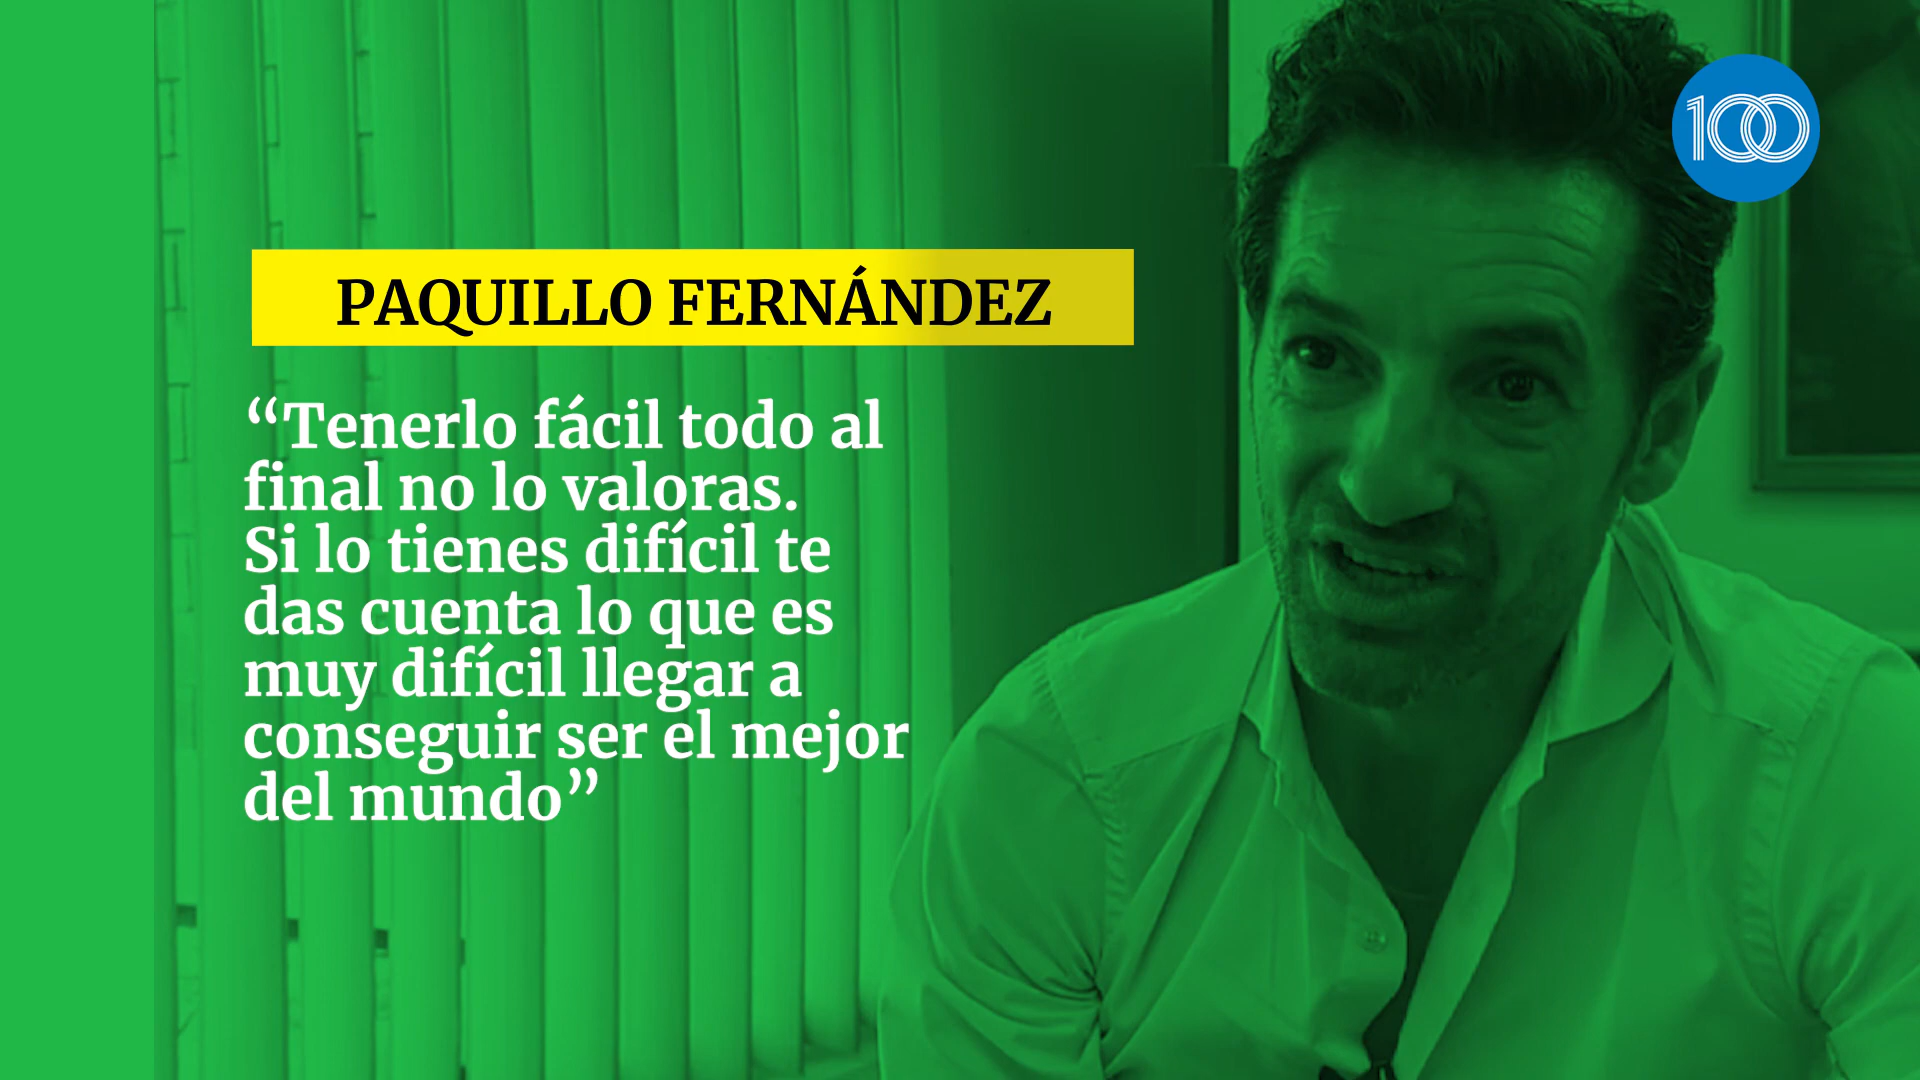 100
PAQUILLO FERNÁNDEZ
“Tenerlo fácil todo al
final no lo valoras.
Si lo tienes difícil te
das cuenta lo que es
muy difícil llegar a
conseguir ser el mejor
del mundo”